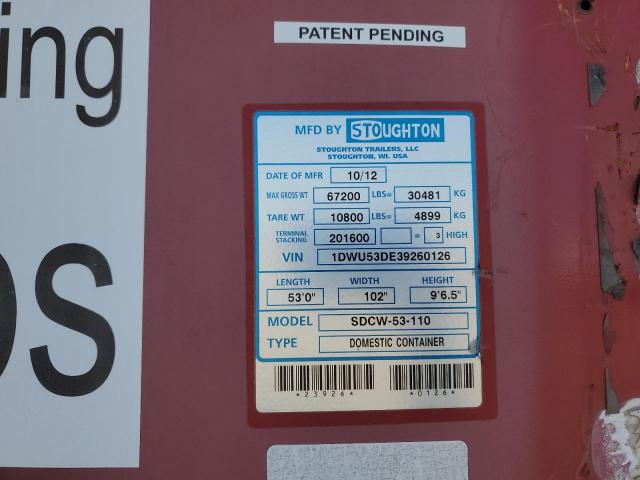 ing
OS
PATENT PENDING
MFD BY STOUGHTON
STOUGHTON TRAILERS, LLC
STOUGHTON, WI. USA
DATE OF MFR 10/12
MAX GROSS WT 67200 LBS= 30481 KG
TARE WT 10800 LBS= 4899 KG
TERMINAL STACKING 201600 = 3 HIGH
VIN 1DWU53DE39260126
LENGTH WIDTH HEIGHT
53'0" 102" 9'6.5"
MODEL SDCW-53-110
TYPE DOMESTIC CONTAINER
*23926* *0126*